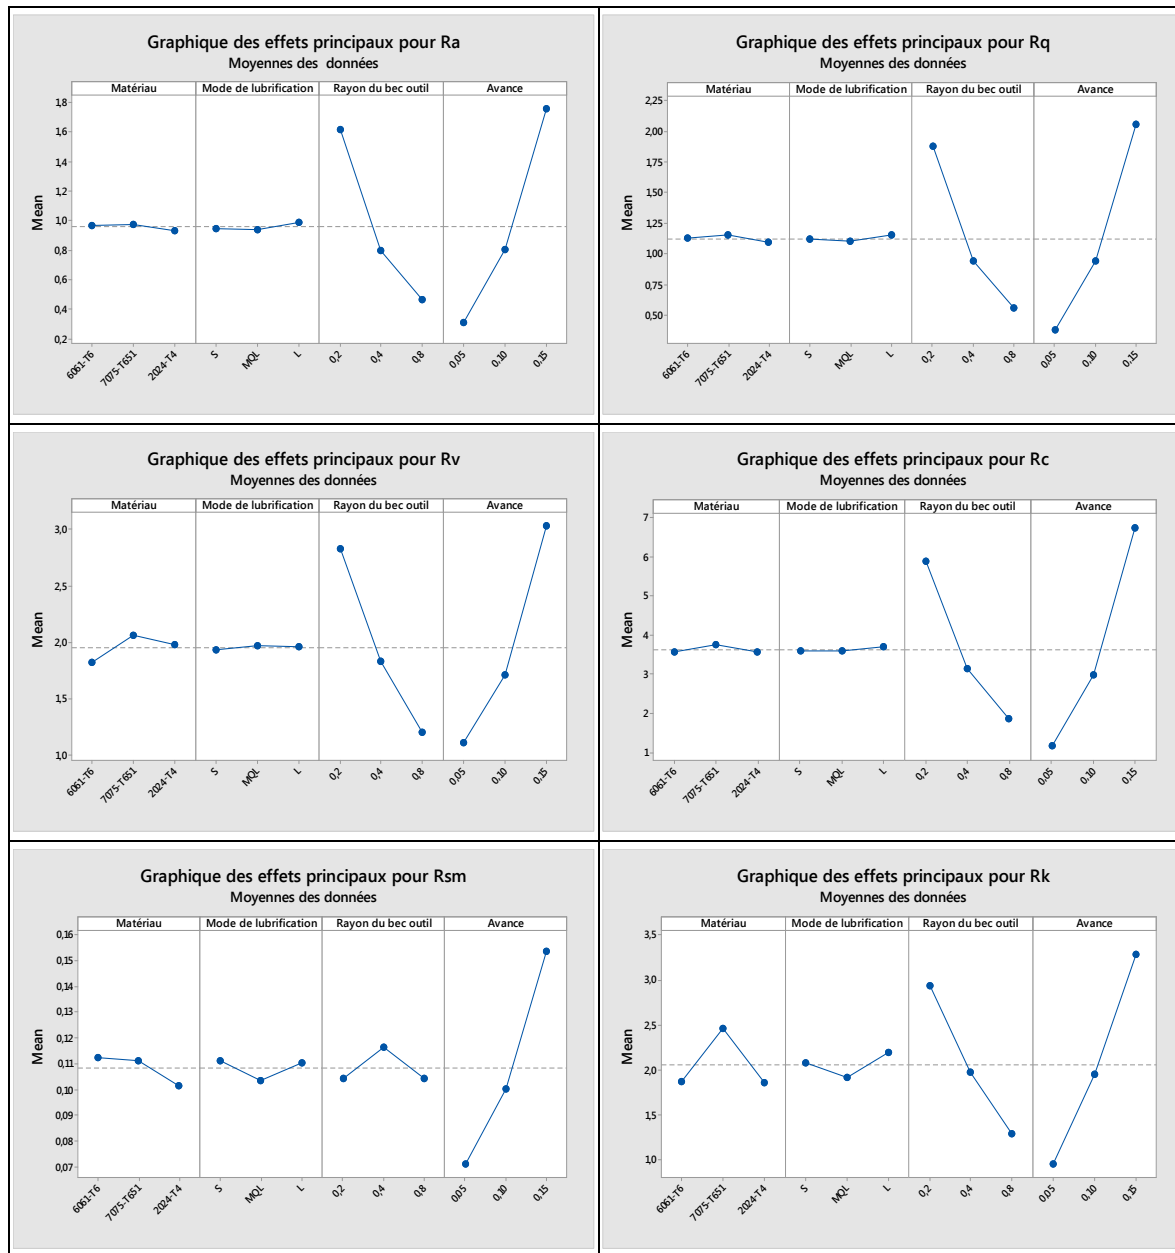 Graphique des effets principaux pour Ra
Moyennes des données
Matériau Mode de lubrification Rayon du bec outil Avance
Mean
1,8
1,6
1,4
1,2
1,0
0,8
0,6
0,4
0,2
6061-T6 7075-T651 2024-T4 S MQL L 0,2 0,4 0,8 0,05 0.10 0.15
Graphique des effets principaux pour Rq
Moyennes des données
Matériau Mode de lubrification Rayon du bec outil Avance
Mean
2,25
2,00
1,75
1,50
1,25
1,00
0,75
0,50
6061-T6 7075-T651 2024-T4 S MQL L 0,2 0,4 0,8 0,05 0.10 0.15
Graphique des effets principaux pour Rv
Moyennes des données
Matériau Mode de lubrification Rayon du bec outil Avance
Mean
3,0
2,5
2,0
1,5
1,0
6061-T6 7075-T651 2024-T4 S MQL L 0,2 0,4 0,8 0,05 0.10 0.15
Graphique des effets principaux pour Rc
Moyennes des données
Matériau Mode de lubrification Rayon du bec outil Avance
Mean
7
6
5
4
3
2
1
6061-T6 7075-T651 2024-T4 S MQL L 0,2 0,4 0,8 0,05 0.10 0.15
Graphique des effets principaux pour Rsm
Moyennes des données
Matériau Mode de lubrification Rayon du bec outil Avance
Mean
0,16
0,15
0,14
0,13
0,12
0,11
0,10
0,09
0,08
0,07
6061-T6 7075-T651 2024-T4 S MQL L 0,2 0,4 0,8 0.05 0.10 0.15
Graphique des effets principaux pour Rk
Moyennes des données
Matériau Mode de lubrification Rayon du bec outil Avance
Mean
3,5
3,0
2,5
2,0
1,5
1,0
6061-T6 7075-T651 2024-T4 S MQL L 0,2 0,4 0,8 0,05 0.10 0.15